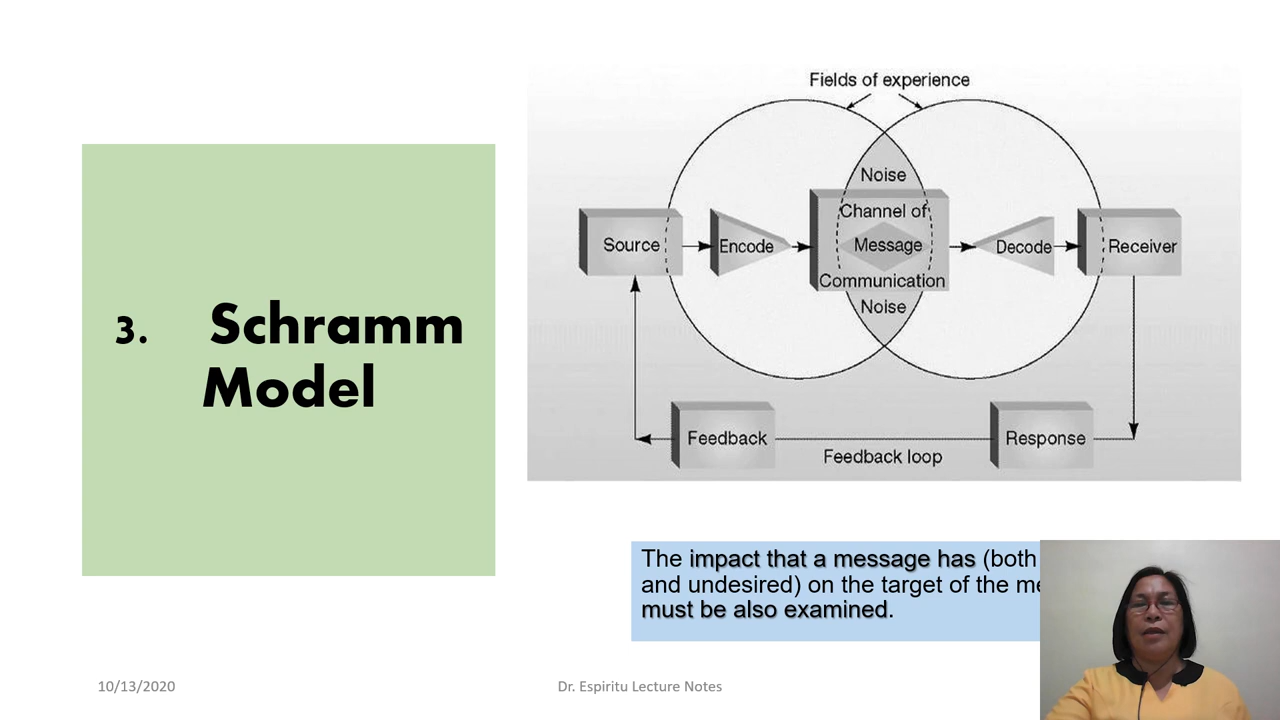 3. Schramm
Model
Fields of experience
Noise
Channel of
Source
Encode
Message
Decode
Receiver
Communication
Noise
Feedback
Response
Feedback loop
The impact that a message has (both
and undesired) on the target of the
must be also examined.
10/13/2020
Dr. Espiritu Lecture Notes